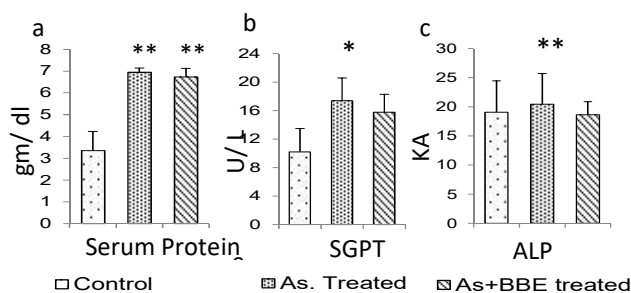 a
b
c
** **
*
**
8
7
6
5
4
3
2
1
0
gm/ dl
Serum Protein
24
20
16
12
8
4
U/ L
SGPT
30
25
20
15
10
5
0
KA
ALP
Control
As. Treated
As+BBE treated